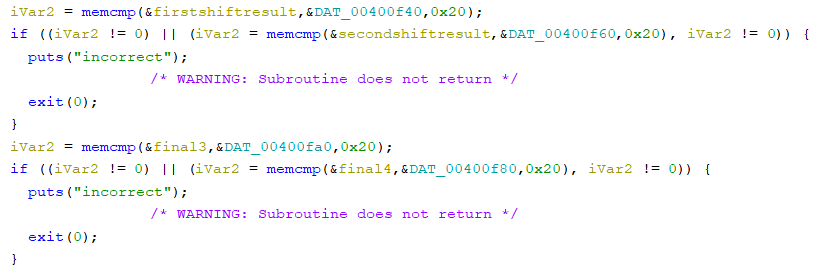 iVar2 = memcmp(&firstshiftresult,&DAT_00400f40,0x20);
if ((iVar2 != 0) || (iVar2 = memcmp(&secondshiftresult,&DAT_00400f60,0x20), iVar2 != 0)) {
  puts("incorrect");
                 /* WARNING: Subroutine does not return */
  exit(0);
}
iVar2 = memcmp(&final3,&DAT_00400fa0,0x20);
if ((iVar2 != 0) || (iVar2 = memcmp(&final4,&DAT_00400f80,0x20), iVar2 != 0)) {
  puts("incorrect");
                 /* WARNING: Subroutine does not return */
  exit(0);
}